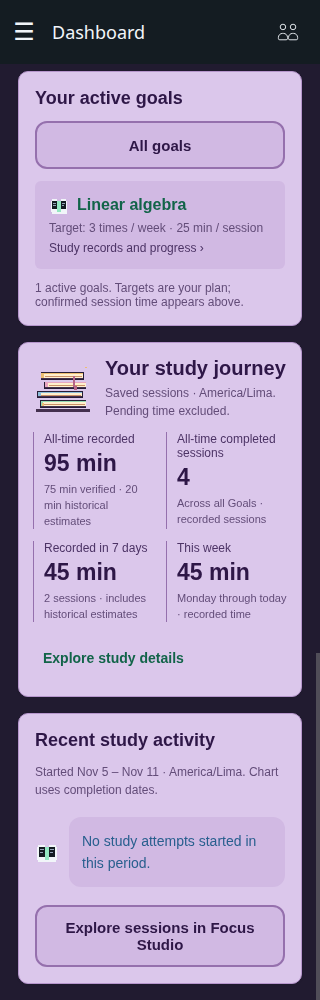 Dashboard
Your active goals
All goals
Linear algebra
Target: 3 times / week · 25 min / session
Study records and progress ›
1 active goals. Targets are your plan;
confirmed session time appears above.
Your study journey
Saved sessions · America/Lima.
Pending time excluded.
All-time recorded
95 min
75 min verified · 20
min historical
estimates
All-time completed
sessions
4
Across all Goals ·
recorded sessions
Recorded in 7 days
45 min
2 sessions · includes
historical estimates
This week
45 min
Monday through today
· recorded time
Explore study details
Recent study activity
Started Nov 5 – Nov 11 · America/Lima. Chart
uses completion dates.
No study attempts started in
this period.
Explore sessions in Focus
Studio